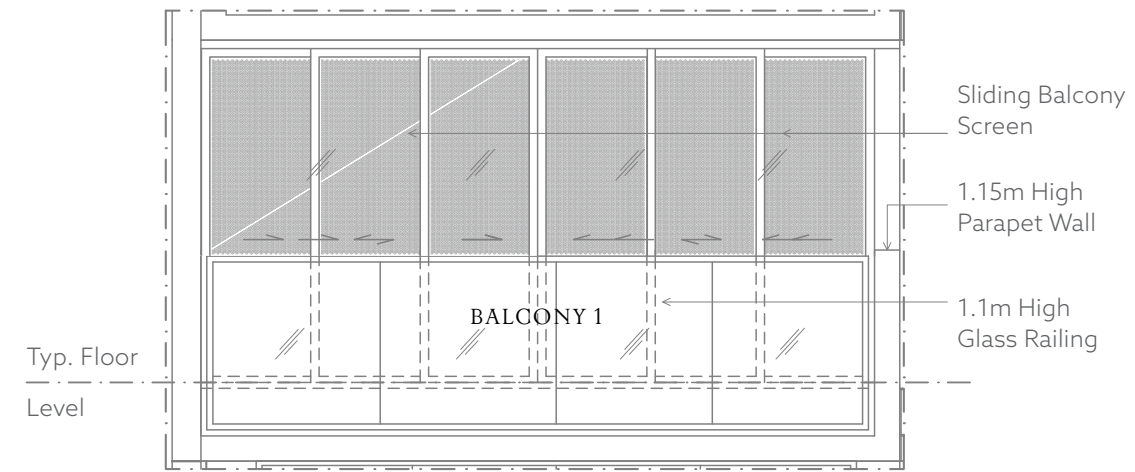 Sliding Balcony
Screen
1.15m High
Parapet Wall
BALCONY 1
1.1m High
Glass Railing
Typ. Floor
Level